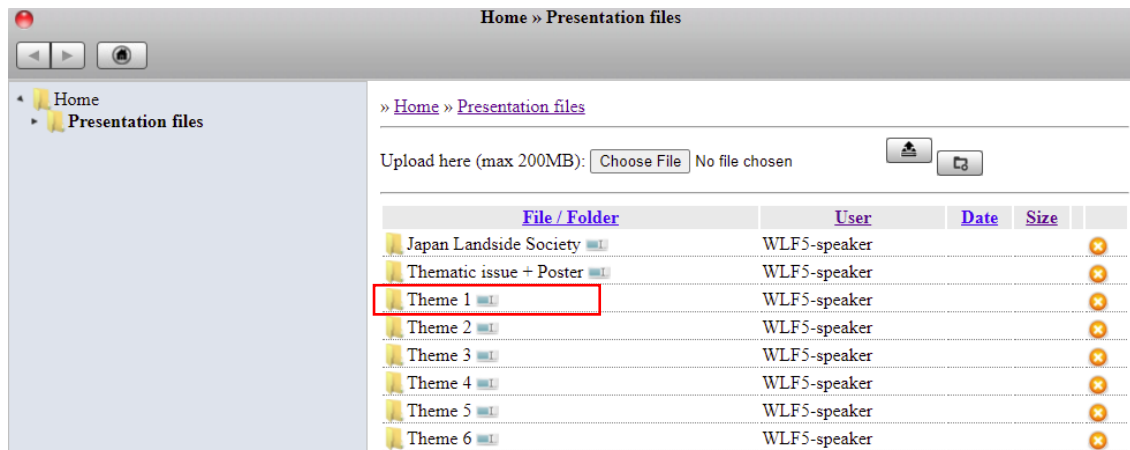 Home » Presentation files
Home
Presentation files
» Home » Presentation files
Upload here (max 200MB): Choose File No file chosen
File / Folder User Date Size
Japan Landside Society WLF5-speaker
Thematic issue + Poster WLF5-speaker
Theme 1 WLF5-speaker
Theme 2 WLF5-speaker
Theme 3 WLF5-speaker
Theme 4 WLF5-speaker
Theme 5 WLF5-speaker
Theme 6 WLF5-speaker